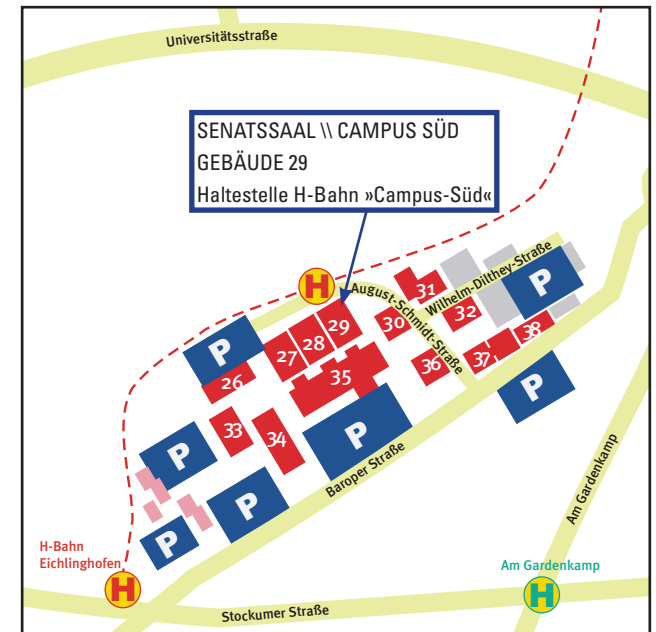 Universitätsstraße
SENATSSAAL \\ CAMPUS SÜD
GEBÄUDE 29
Haltestelle H-Bahn »Campus-Süd«
H
August-Schmidt-Straße
Wilhelm-Dilthey-Straße
31
P
30
32
29
28
27
38
37
36
35
P
26
P
33
34
P
P
P
P
Baroper Straße
Am Gardenkamp
H-Bahn
Eichlinghofen
H
Am Gardenkamp
H
Stockumer Straße